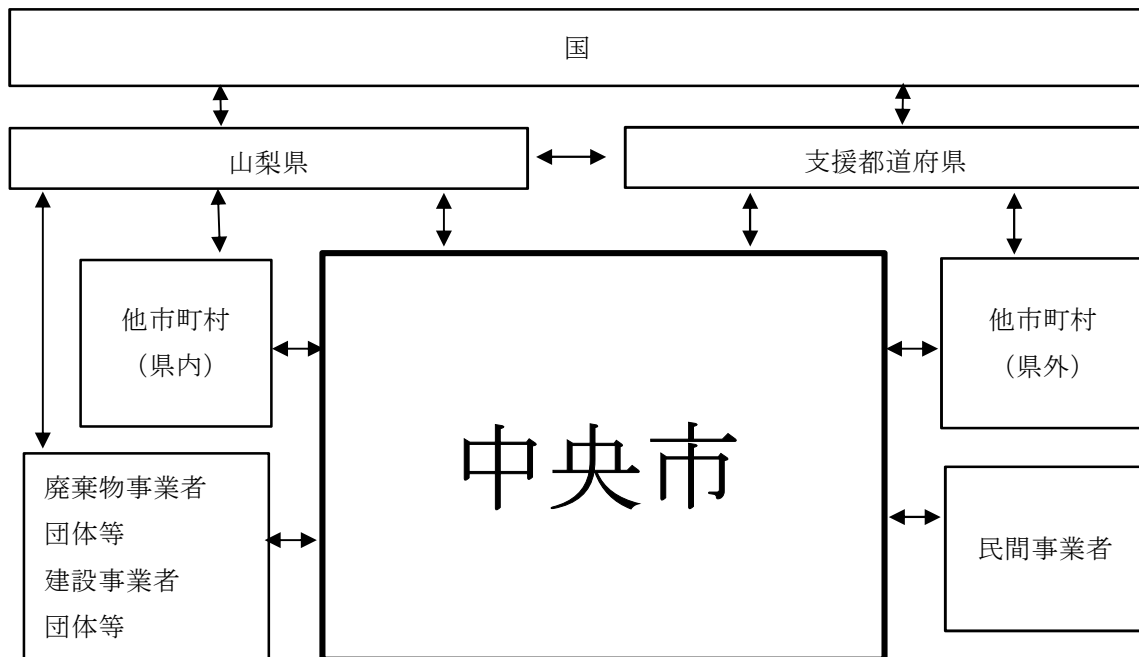 国
山梨県
支援都道府県
他市町村
（県内）
他市町村
（県外）
中央市
廃棄物事業者
団体等
建設事業者
団体等
民間事業者